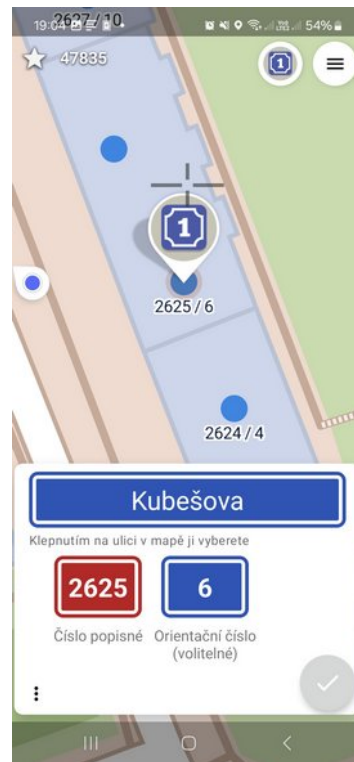 2627 / 10
19:04
54%
47835
1
1
2625 / 6
2624 / 4
Kubešova
Klepnutím na ulici v mapě ji vyberete
2625
6
Číslo popisné
Orientační číslo
(volitelné)